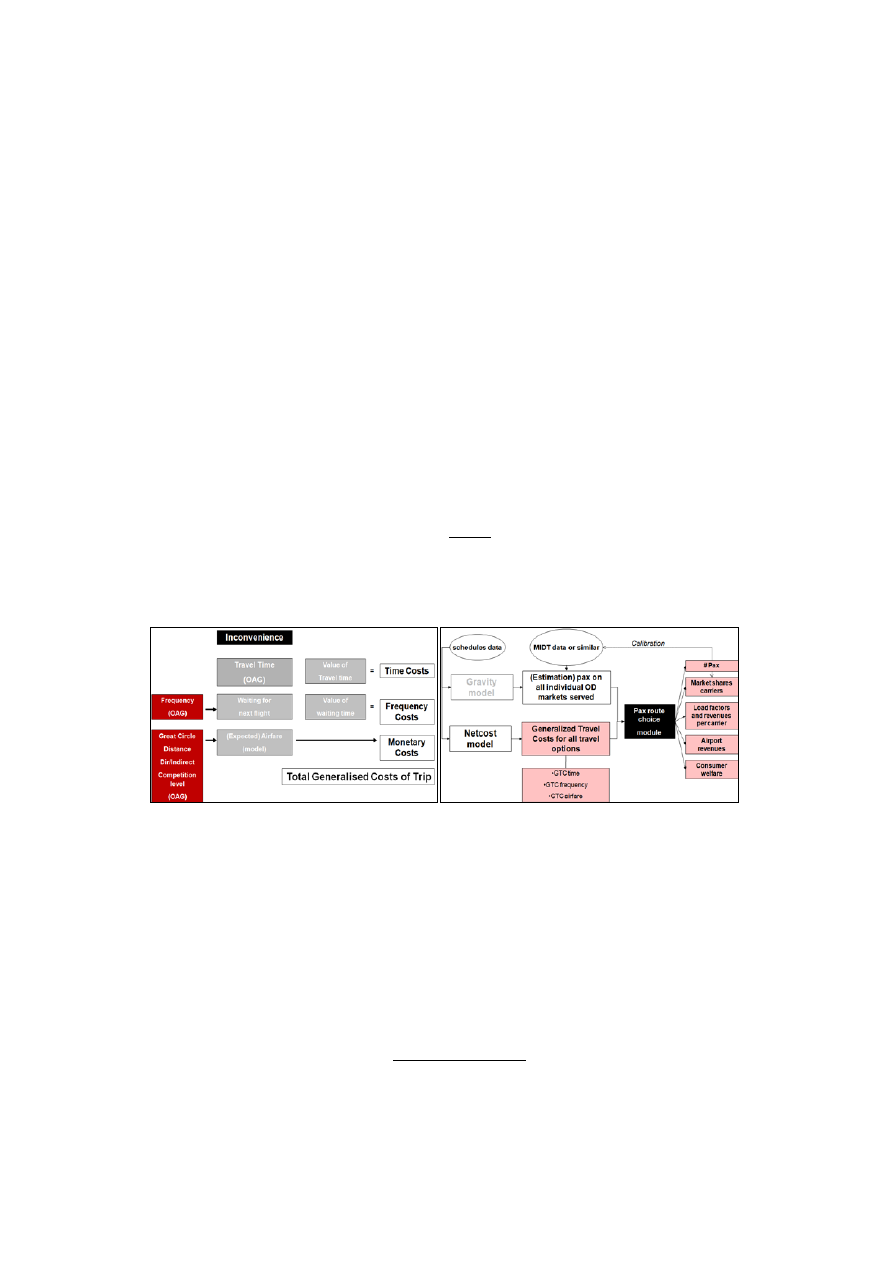 Inconvenience
Travel Time
(OAG)
Value of
Travel time
=
Time Costs
Frequency
(OAG)
Waiting for
next flight
Value of
waiting time
=
Frequency
Costs
Great Circle
Distance
Dir/Indirect
Competition
level
(OAG)
(Expected) Airfare
(model)
Monetary
Costs
Total Generalised Costs of Trip
schedules data
MIDT data or similar
Calibration
Gravity
model
(Estimation) pax on
all individual OD
markets served
Netcost
model
Generalized Travel
Costs for all travel
options
•GTC time
•GTC frequency
•GTC airfare
Pax route
choice
module
# Pax
Market shares
carriers
Load factors
and revenues
per carrier
Airport
revenues
Consumer
welfare